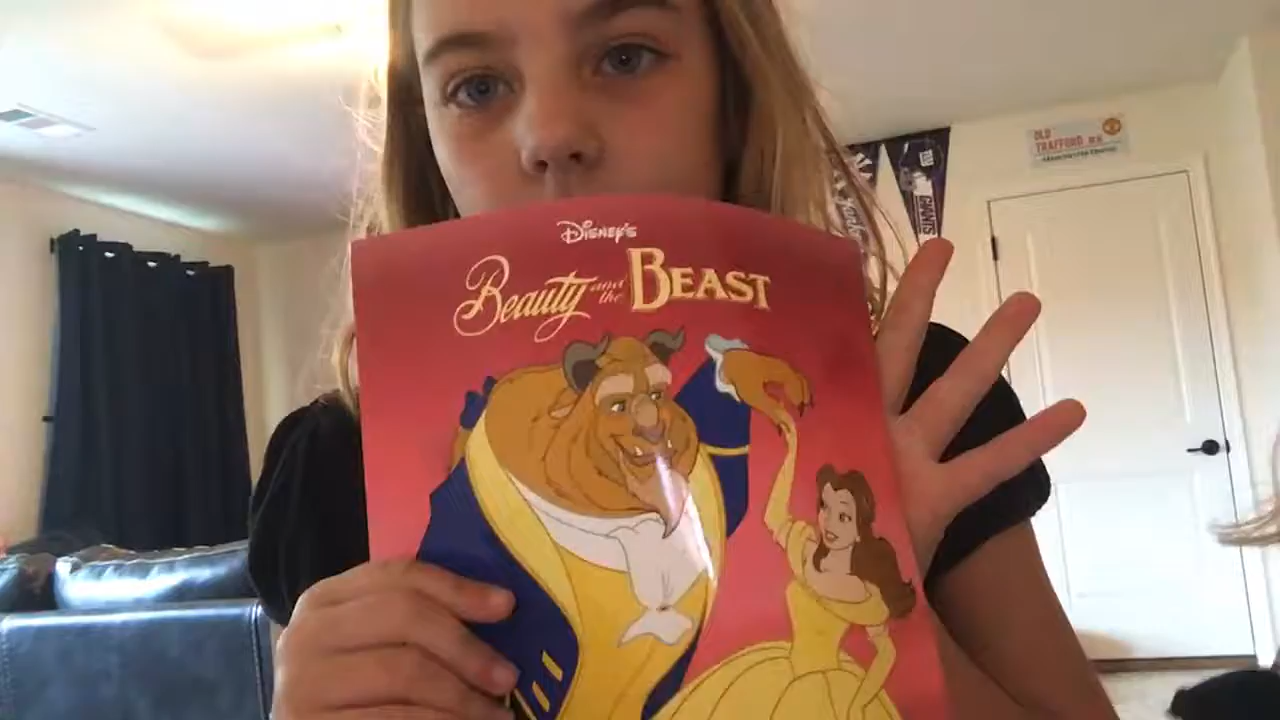 DISNEY'S
Beauty and the BEAST
OLD
TRAFFORD
GIANTS